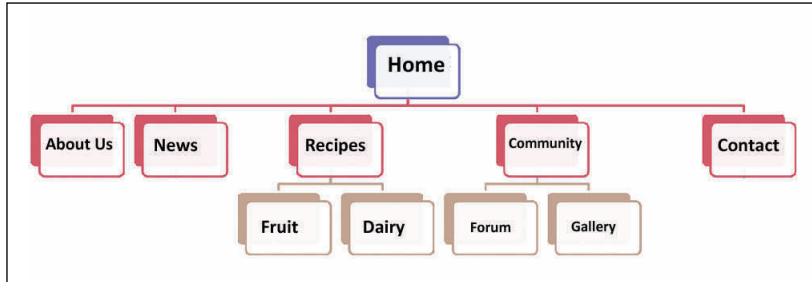 Home
About Us
News
Recipes
Community
Contact
Fruit
Dairy
Forum
Gallery